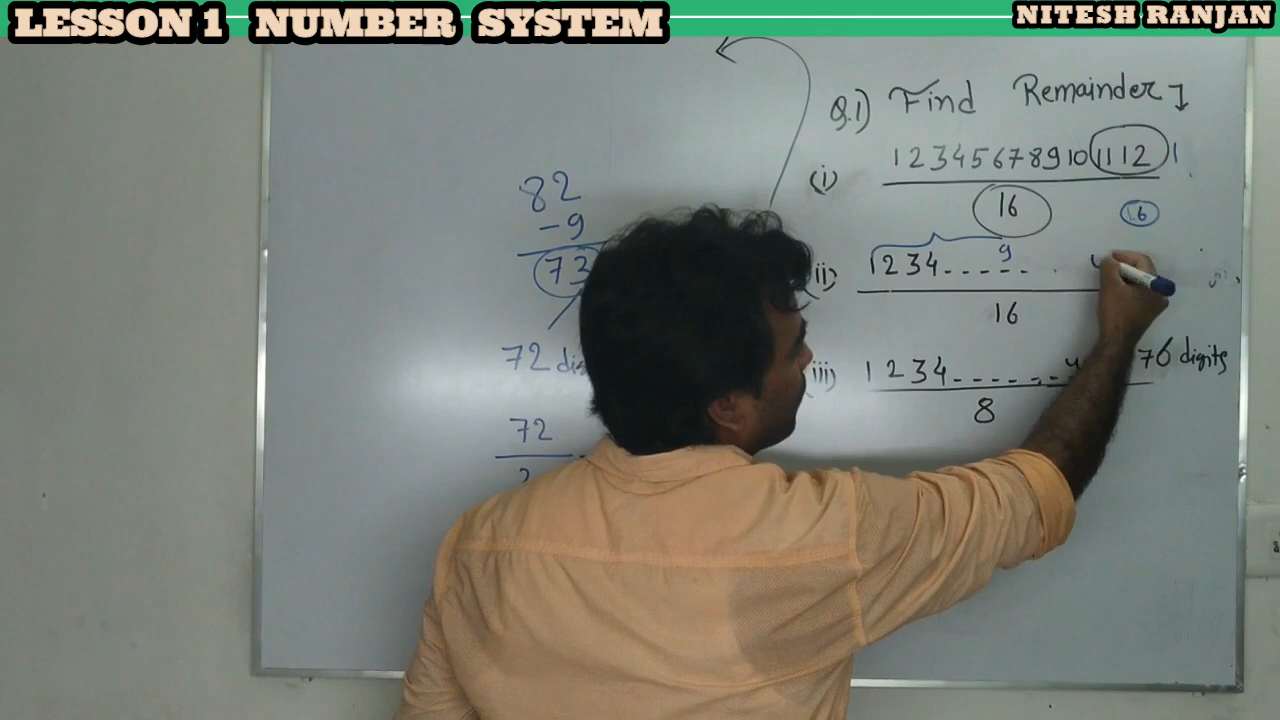 LESSON 1 NUMBER SYSTEM
NITESH RANJAN
Q.1) Find Remainder
(i) 123456789101112
16
16
82
-9
73
(ii) 1234------
9
16
72
(iii) 1234------ 76 digits
8
72